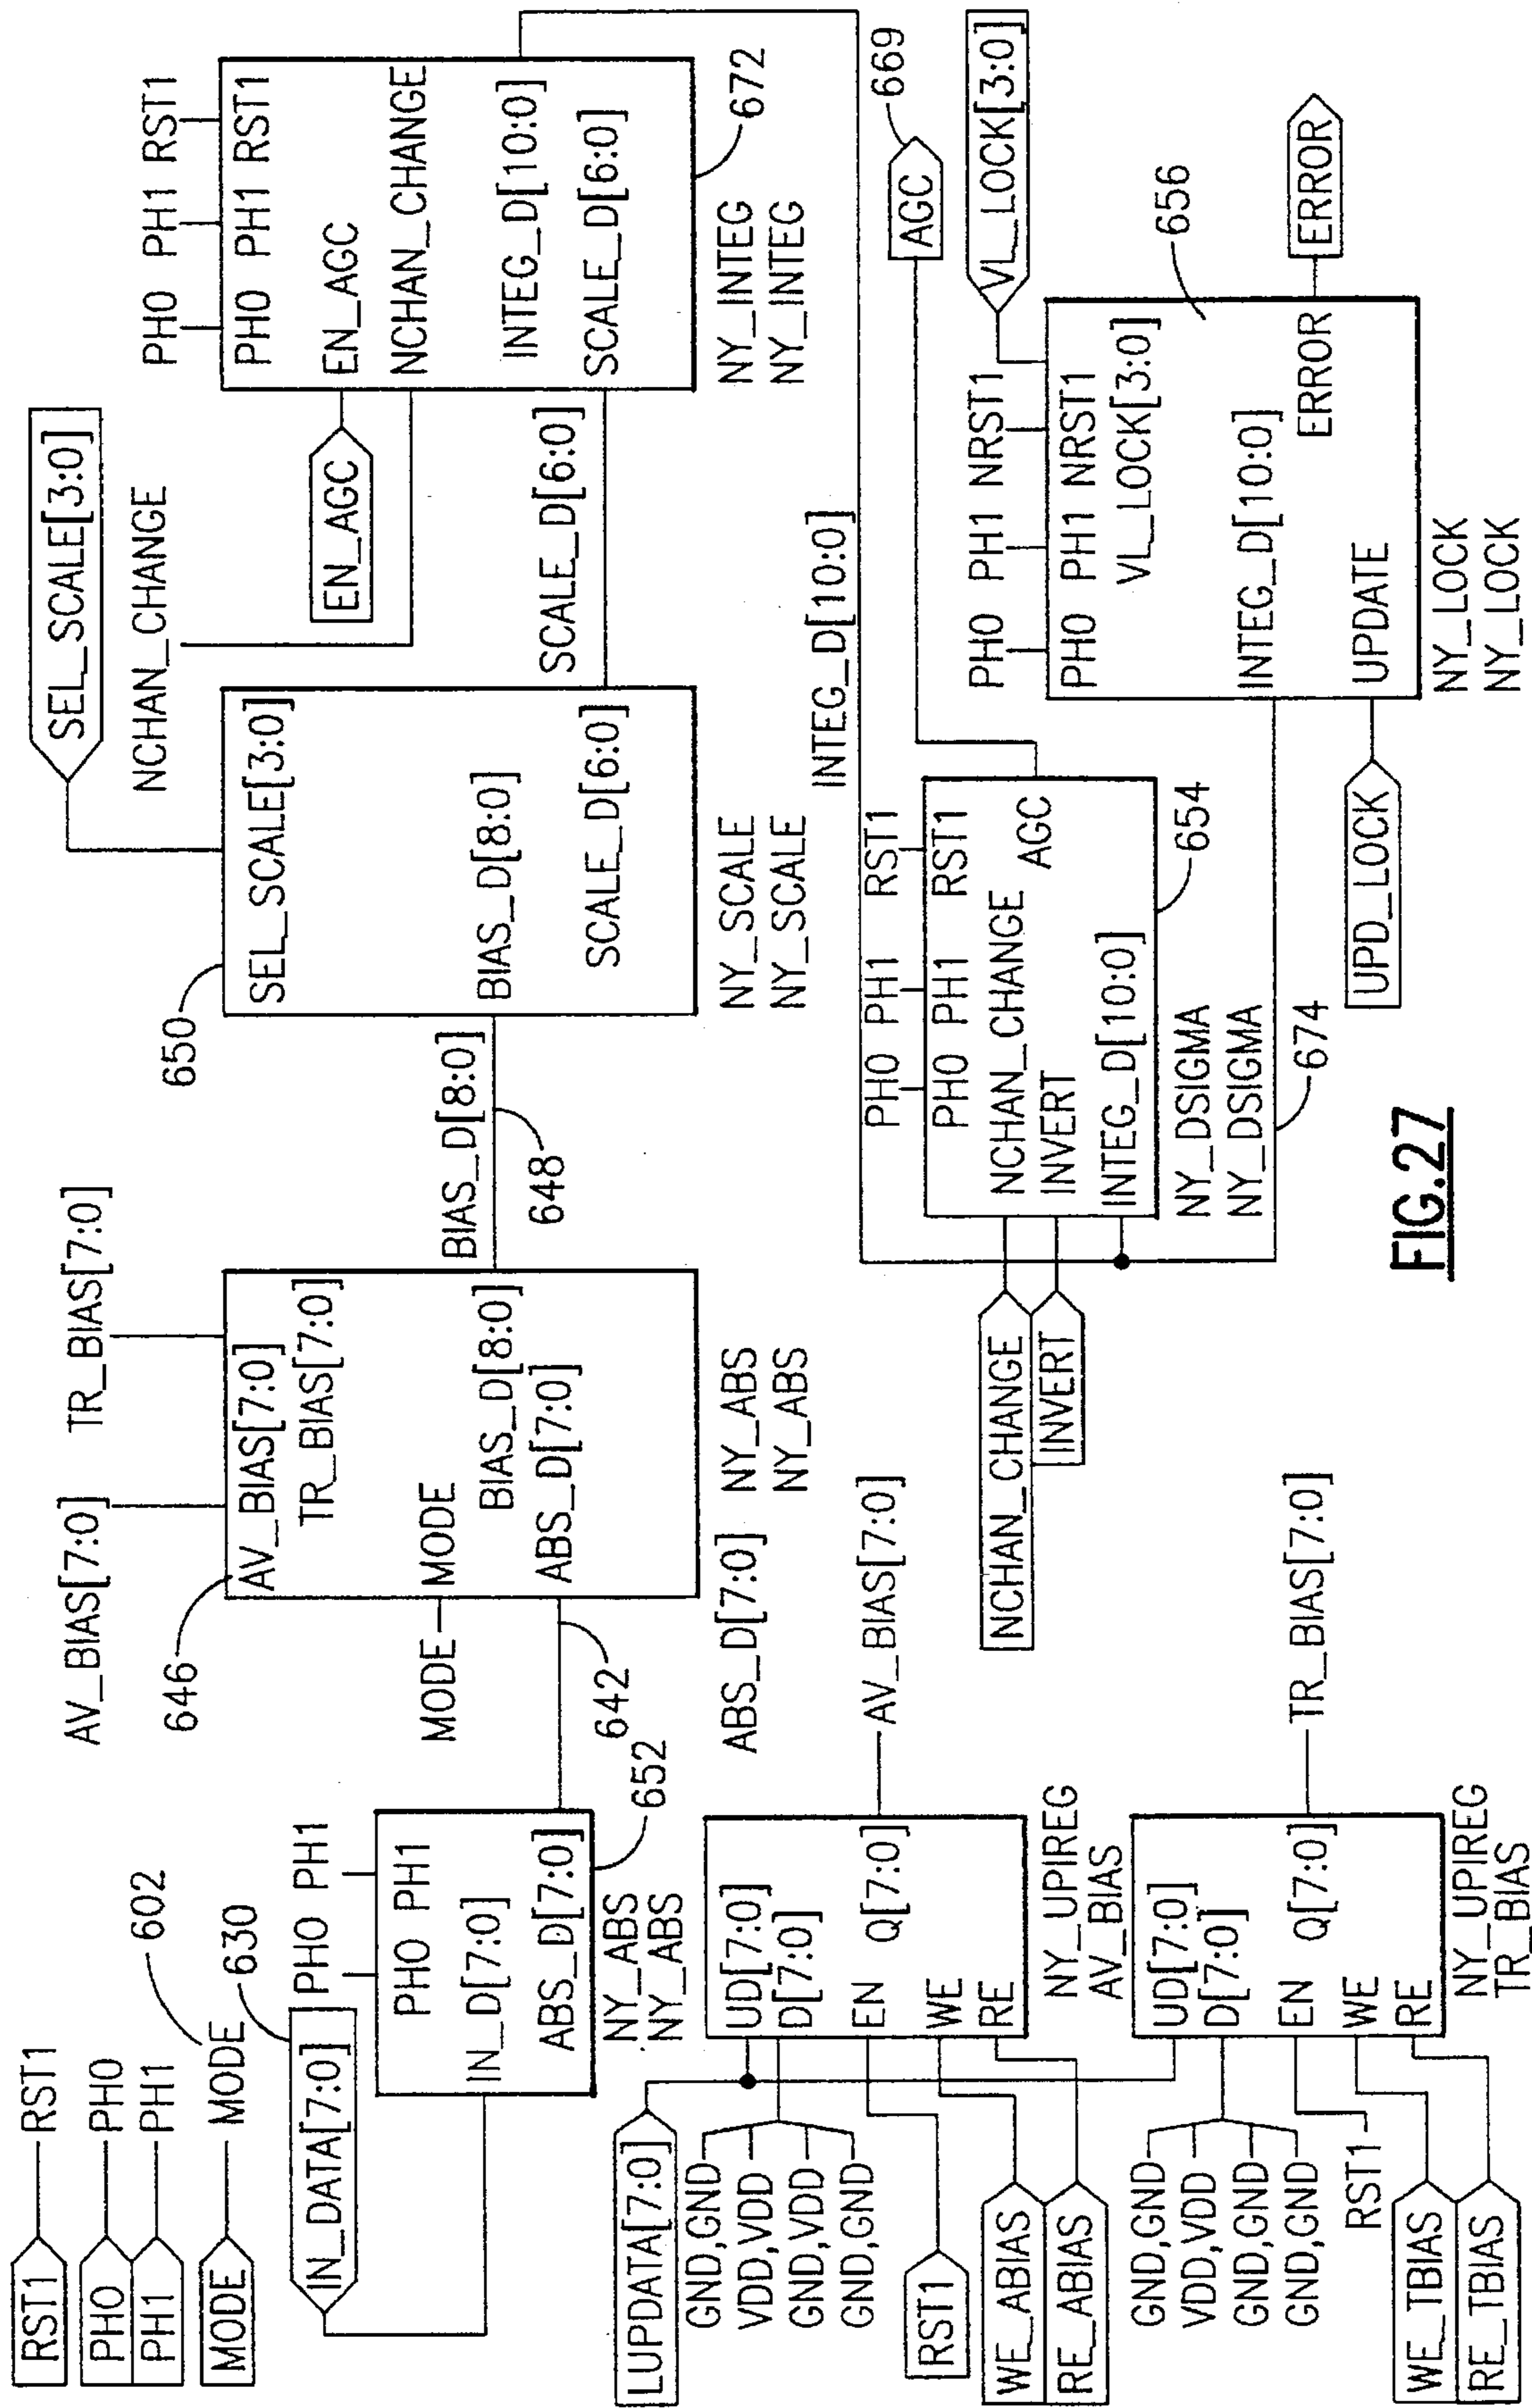 RST1
RST1
PH0
PH0
PH1
PH1
MODE
MODE
602
IN_DATA[7:0]
630
PH0 PH1
PH0 PH1
IN_D[7:0]
ABS_D[7:0]
NY_ABS
NY_ABS
652
642
ABS_D[7:0]
MODE
AV_BIAS[7:0]
TR_BIAS[7:0]
646
AV_BIAS[7:0]
TR_BIAS[7:0]
MODE
BIAS_D[8:0]
ABS_D[7:0]
NY_ABS
NY_ABS
BIAS_D[8:0]
648
650
SEL_SCALE[3:0]
NCHAN_CHANGE
SEL_SCALE[3:0]
BIAS_D[8:0]
SCALE_D[6:0]
NY_SCALE
NY_SCALE
EN_AGC
SCALE_D[6:0]
PH0 PH1 RST1
PH0 PH1 RST1
EN_AGC
NCHAN_CHANGE
INTEG_D[10:0]
SCALE_D[6:0]
672
NY_INTEG
NY_INTEG
LUPDATA[7:0]
GND,GND
VDD,VDD
GND,VDD
GND,GND
RST1
WE_ABIAS
RE_ABIAS
UD[7:0]
D[7:0]
Q[7:0]
EN
WE
RE
NY_UPIREG
AV_BIAS
AV_BIAS[7:0]
GND,GND
VDD,VDD
GND,GND
GND,GND
RST1
WE_TBIAS
RE_TBIAS
UD[7:0]
D[7:0]
Q[7:0]
EN
WE
RE
NY_UPIREG
TR_BIAS
TR_BIAS[7:0]
INTEG_D[10:0]
NCHAN_CHANGE
INVERT
PH0 PH1 RST1
PH0 PH1 RST1
NCHAN_CHANGE
AGC
INVERT
INTEG_D[10:0]
654
NY_DSIGMA
NY_DSIGMA
674
AGC
669
VL_LOCK[3:0]
PH0 PH1 NRST1
PH0 PH1 NRST1
VL_LOCK[3:0]
656
INTEG_D[10:0]
ERROR
UPDATE
ERROR
UPD_LOCK
NY_LOCK
NY_LOCK
FIG.27